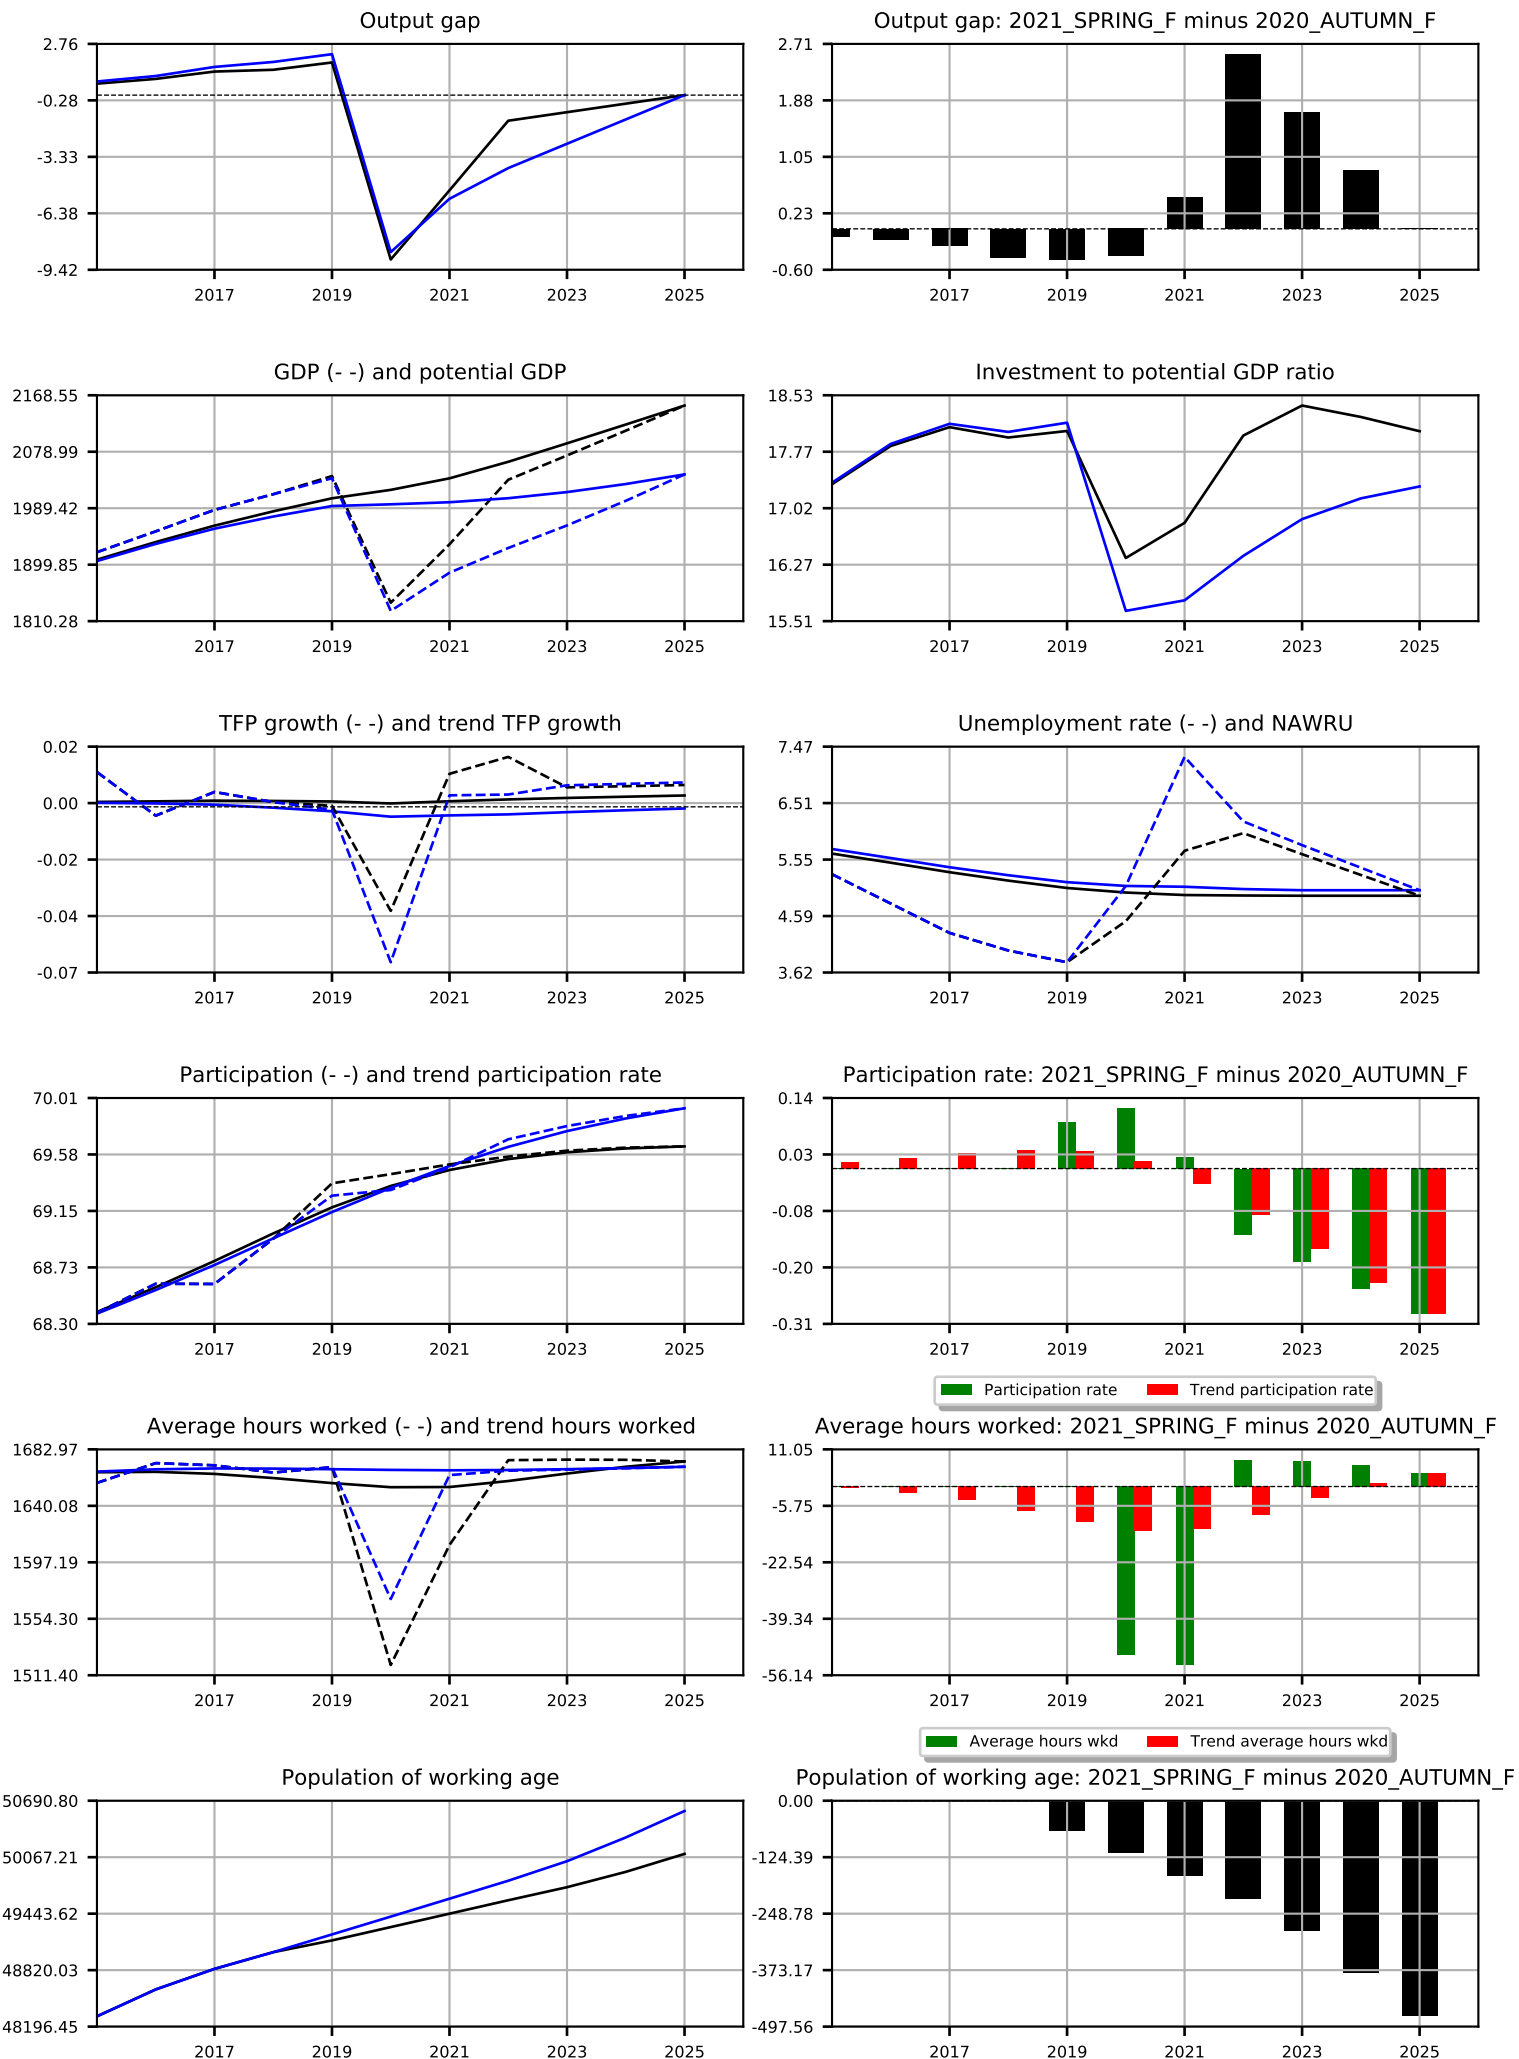 Output gap
2.76
-0.28
-3.33
-6.38
-9.42
2017 2019 2021 2023 2025
Output gap: 2021_SPRING_F minus 2020_AUTUMN_F
2.71
1.88
1.05
0.23
-0.60
2017 2019 2021 2023 2025
GDP (- -) and potential GDP
2168.55
2078.99
1989.42
1899.85
1810.28
2017 2019 2021 2023 2025
Investment to potential GDP ratio
18.53
17.77
17.02
16.27
15.51
2017 2019 2021 2023 2025
TFP growth (- -) and trend TFP growth
0.02
0.00
-0.02
-0.04
-0.07
2017 2019 2021 2023 2025
Unemployment rate (- -) and NAWRU
7.47
6.51
5.55
4.59
3.62
2017 2019 2021 2023 2025
Participation (- -) and trend participation rate
70.01
69.58
69.15
68.73
68.30
2017 2019 2021 2023 2025
Participation rate: 2021_SPRING_F minus 2020_AUTUMN_F
0.14
0.03
-0.08
-0.20
-0.31
2017 2019 2021 2023 2025
Participation rate Trend participation rate
Average hours worked (- -) and trend hours worked
1682.97
1640.08
1597.19
1554.30
1511.40
2017 2019 2021 2023 2025
Average hours worked: 2021_SPRING_F minus 2020_AUTUMN_F
11.05
-5.75
-22.54
-39.34
-56.14
2017 2019 2021 2023 2025
Average hours wkd Trend average hours wkd
Population of working age
50690.80
50067.21
49443.62
48820.03
48196.45
2017 2019 2021 2023 2025
Population of working age: 2021_SPRING_F minus 2020_AUTUMN_F
0.00
-124.39
-248.78
-373.17
-497.56
2017 2019 2021 2023 2025